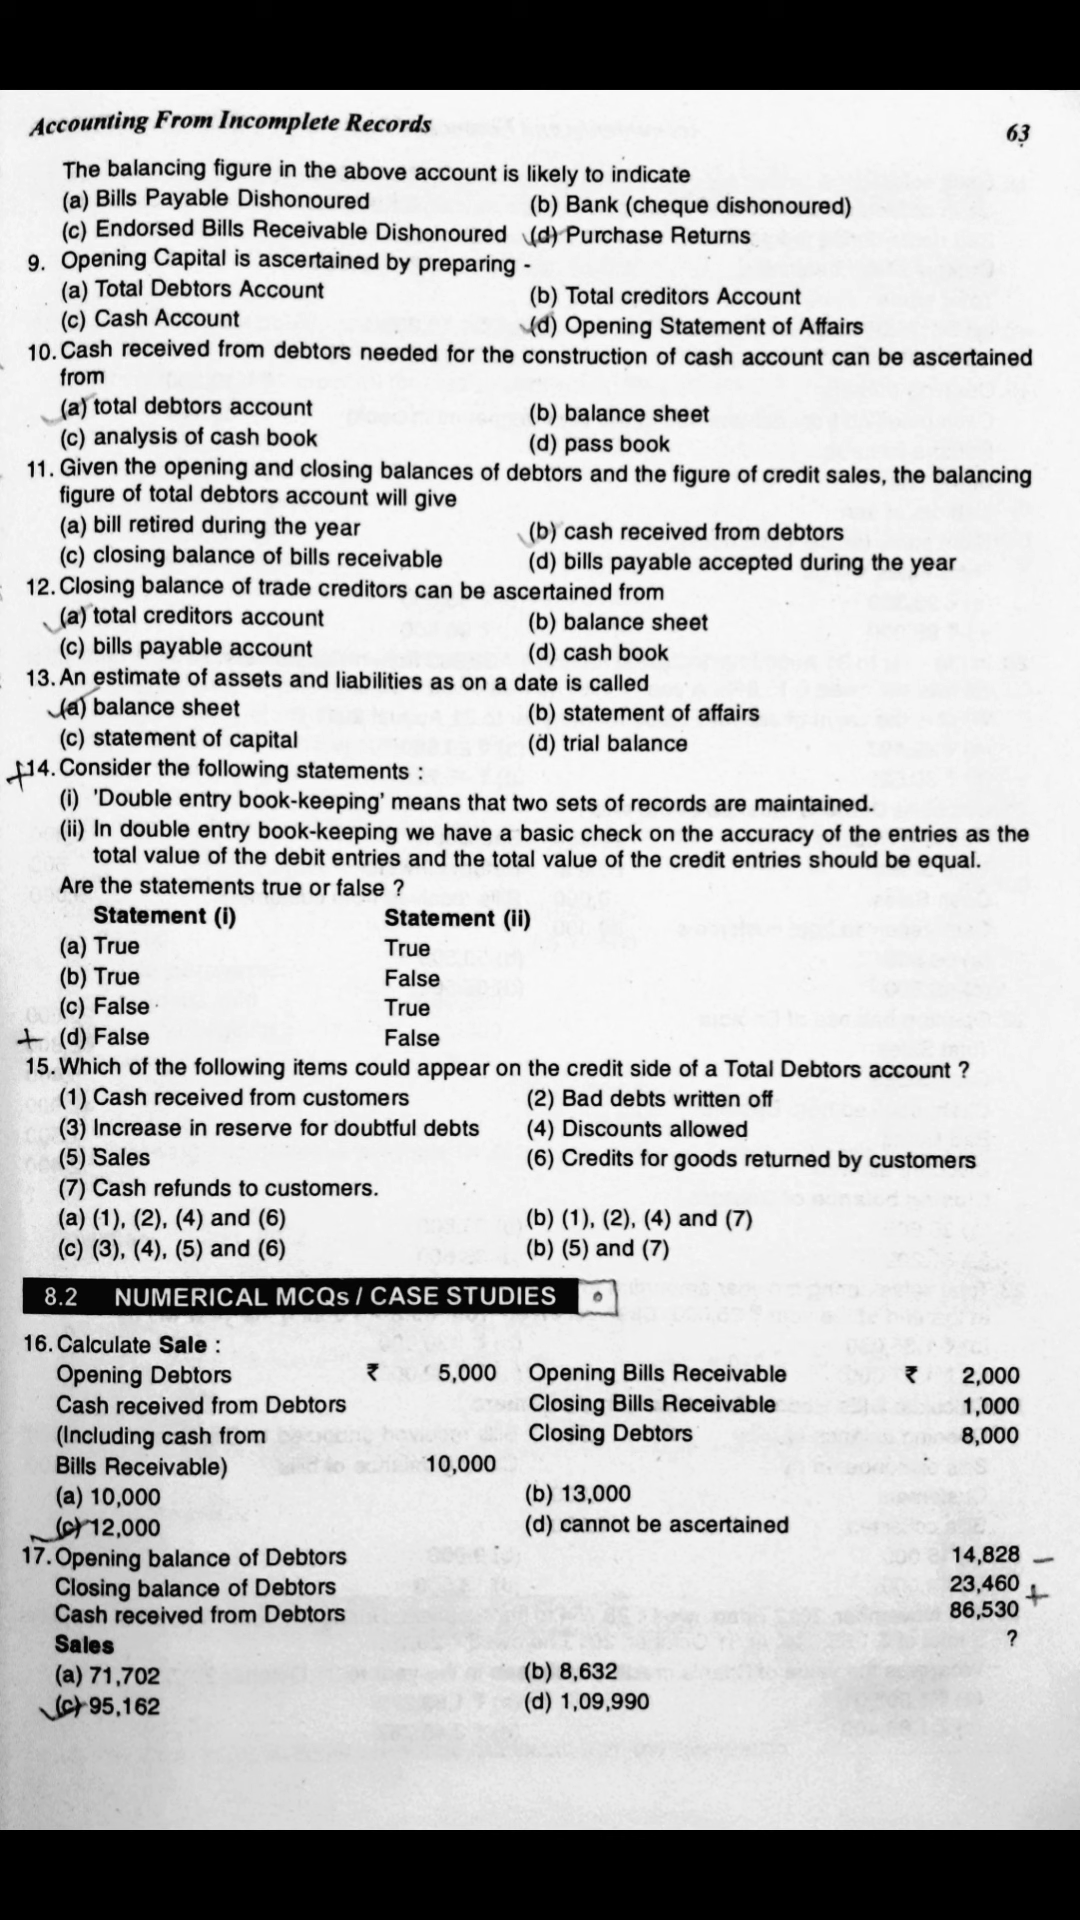 Accounting From Incomplete Records
63
The balancing figure in the above account is likely to indicate
(a) Bills Payable Dishonoured (b) Bank (cheque dishonoured)
(c) Endorsed Bills Receivable Dishonoured (d) Purchase Returns
9. Opening Capital is ascertained by preparing -
(a) Total Debtors Account (b) Total creditors Account
(c) Cash Account (d) Opening Statement of Affairs
10. Cash received from debtors needed for the construction of cash account can be ascertained
from
(a) total debtors account (b) balance sheet
(c) analysis of cash book (d) pass book
11. Given the opening and closing balances of debtors and the figure of credit sales, the balancing
figure of total debtors account will give
(a) bill retired during the year (b) cash received from debtors
(c) closing balance of bills receivable (d) bills payable accepted during the year
12. Closing balance of trade creditors can be ascertained from
(a) total creditors account (b) balance sheet
(c) bills payable account (d) cash book
13. An estimate of assets and liabilities as on a date is called
(a) balance sheet (b) statement of affairs
(c) statement of capital (d) trial balance
14. Consider the following statements :
(i) 'Double entry book-keeping' means that two sets of records are maintained.
(ii) In double entry book-keeping we have a basic check on the accuracy of the entries as the
total value of the debit entries and the total value of the credit entries should be equal.
Are the statements true or false ?
Statement (i) Statement (ii)
(a) True True
(b) True False
(c) False True
(d) False False
15. Which of the following items could appear on the credit side of a Total Debtors account ?
(1) Cash received from customers (2) Bad debts written off
(3) Increase in reserve for doubtful debts (4) Discounts allowed
(5) Sales (6) Credits for goods returned by customers
(7) Cash refunds to customers.
(a) (1), (2), (4) and (6) (b) (1), (2), (4) and (7)
(c) (3), (4), (5) and (6) (b) (5) and (7)
8.2 NUMERICAL MCQs / CASE STUDIES
16. Calculate Sale :
Opening Debtors ₹ 5,000 Opening Bills Receivable ₹ 2,000
Cash received from Debtors Closing Bills Receivable 1,000
(Including cash from Closing Debtors 8,000
Bills Receivable) 10,000
(a) 10,000 (b) 13,000
(c) 12,000 (d) cannot be ascertained
17. Opening balance of Debtors 14,828
Closing balance of Debtors 23,460
Cash received from Debtors 86,530
Sales ?
(a) 71,702 (b) 8,632
(c) 95,162 (d) 1,09,990